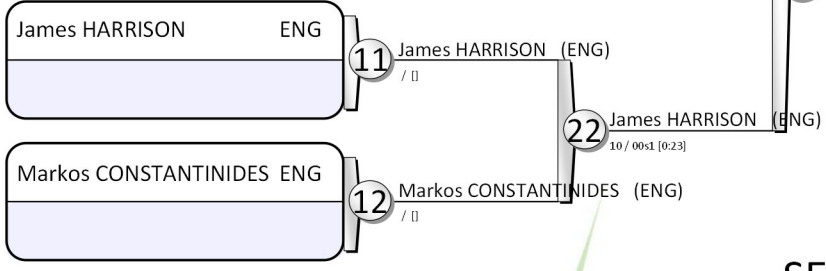 James HARRISON ENG
11
James HARRISON (ENG)
/ []
22
James HARRISON (ENG)
10 / 00s1 [0:23]
Markos CONSTANTINIDES ENG
12
Markos CONSTANTINIDES (ENG)
/ []